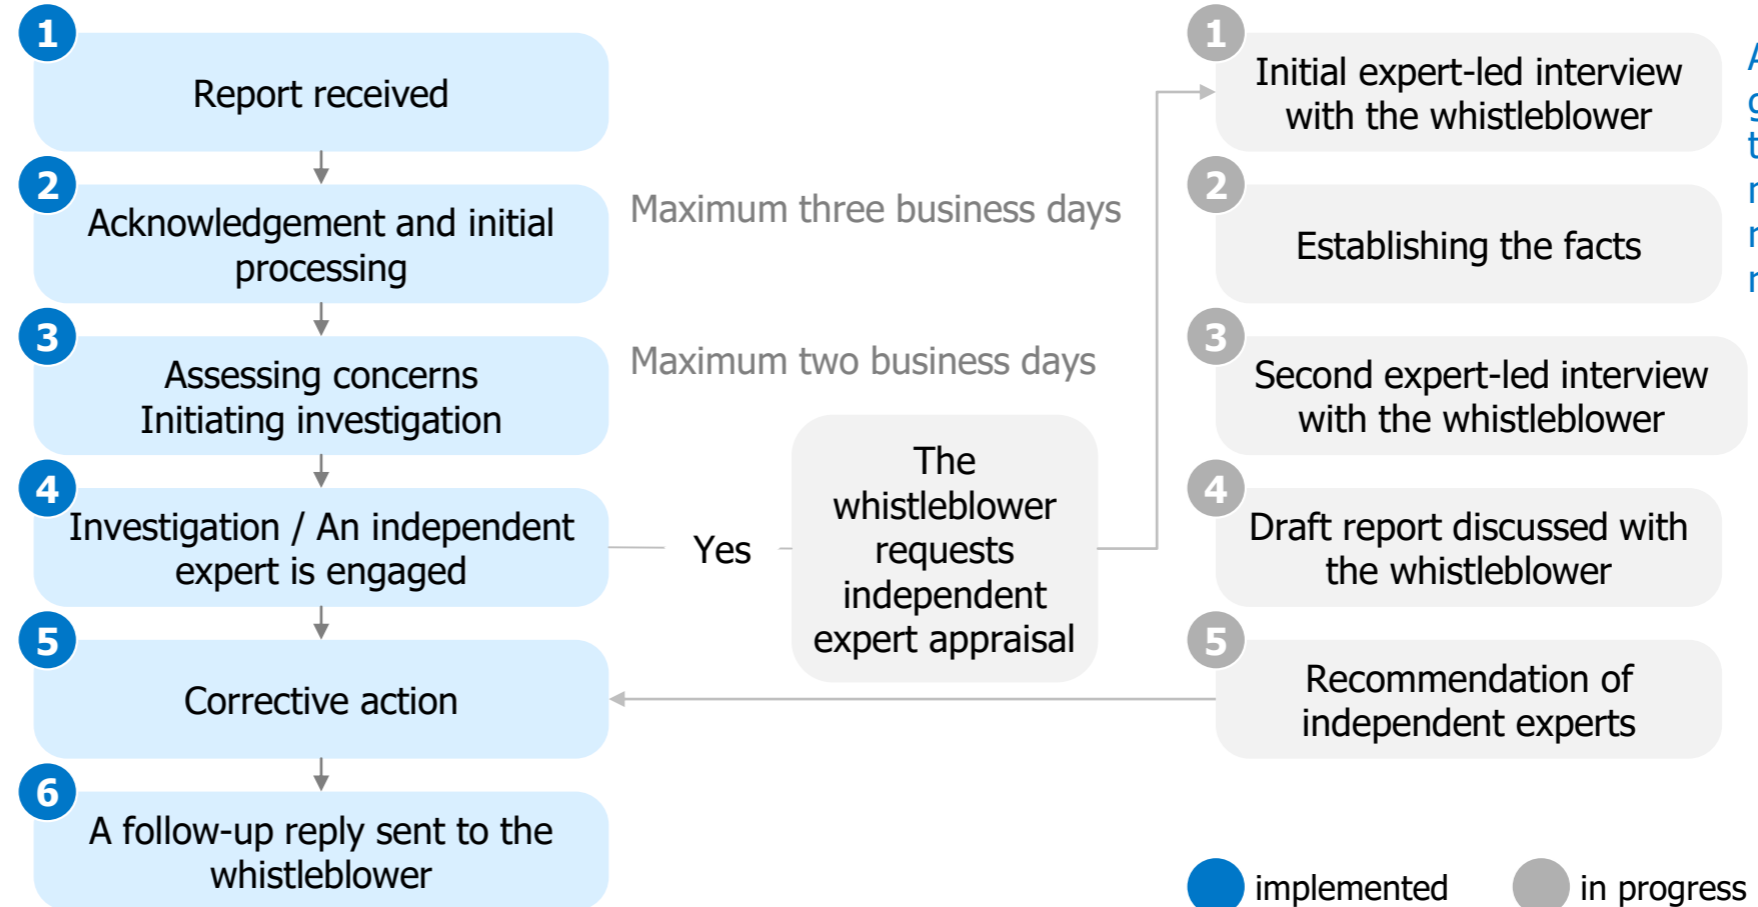 1
Report received
2
Acknowledgement and initial
processing
Maximum three business days
3
Assessing concerns
Initiating investigation
Maximum two business days
4
Investigation / An independent
expert is engaged
Yes
The
whistleblower
requests
independent
expert appraisal
5
Corrective action
6
A follow-up reply sent to the
whistleblower
1
Initial expert-led interview
with the whistleblower
2
Establishing the facts
3
Second expert-led interview
with the whistleblower
4
Draft report discussed with
the whistleblower
5
Recommendation of
independent experts
implemented
in progress